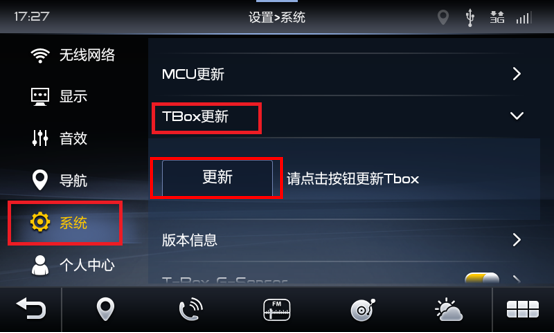 17:27
设置>系统
3G
无线网络
MCU更新
显示
TBox更新
音效
导航
更新
请点击按钮更新Tbox
系统
版本信息
个人中心
T-Box G-Sensor
FM